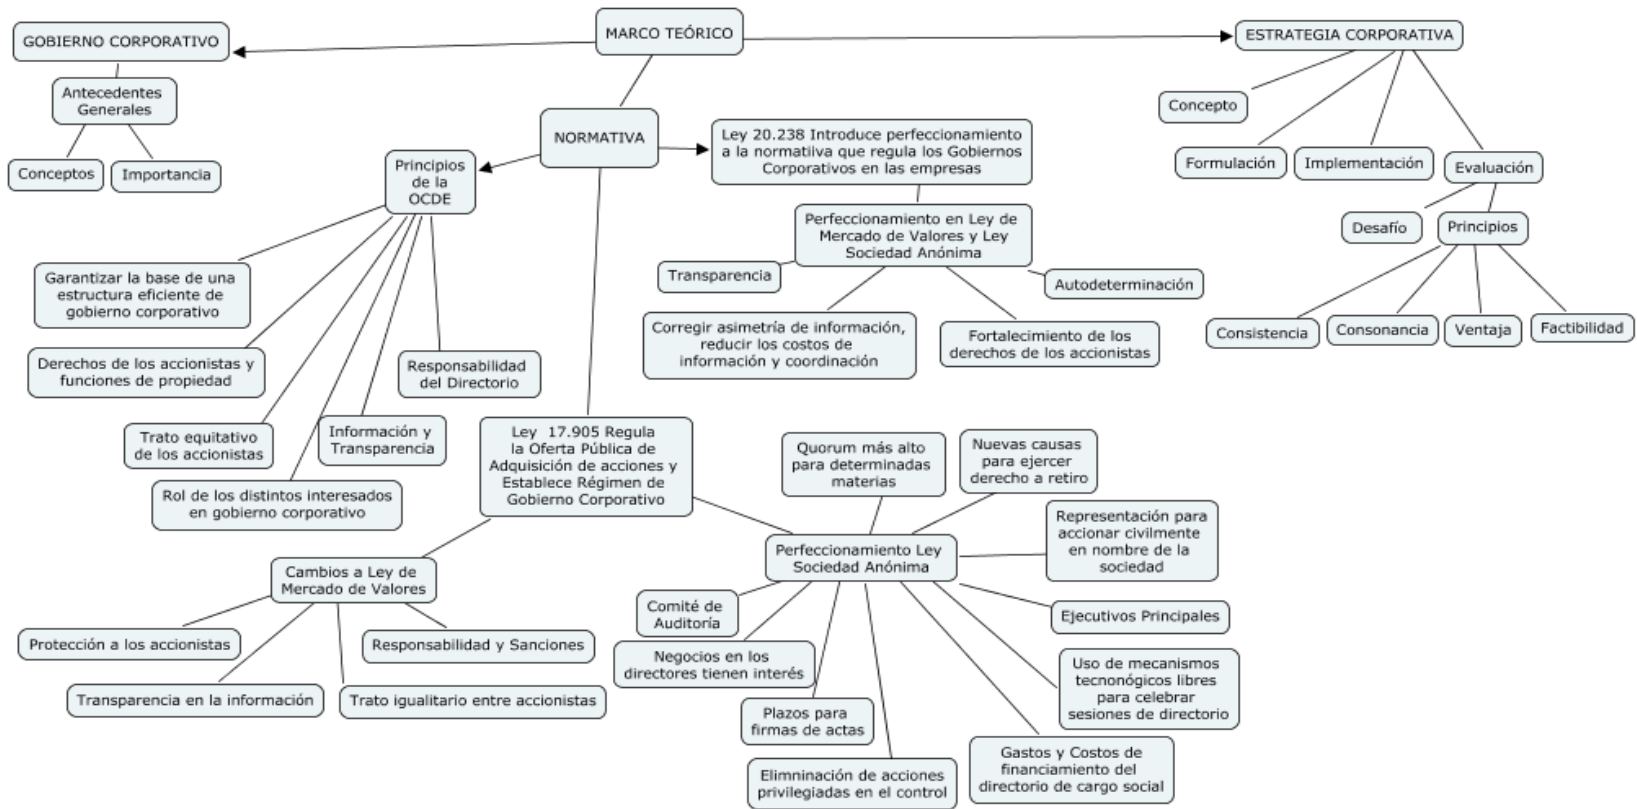 MARCO TEÓRICO
GOBIERNO CORPORATIVO
ESTRATEGIA CORPORATIVA
Antecedentes
Generales
Conceptos
Importancia
NORMATIVA
Principios
de la
OCDE
Garantizar la base de una
estructura eficiente de
gobierno corporativo
Derechos de los accionistas y
funciones de propiedad
Trato equitativo
de los accionistas
Rol de los distintos interesados
en gobierno corporativo
Información y
Transparencia
Responsabilidad
del Directorio
Ley 20.238 Introduce perfeccionamiento
a la normatiiva que regula los Gobiernos
Corporativos en las empresas
Perfeccionamiento en Ley de
Mercado de Valores y Ley
Sociedad Anónima
Transparencia
Corregir asimetría de información,
reducir los costos de
información y coordinación
Fortalecimiento de los
derechos de los accionistas
Autodeterminación
Concepto
Formulación
Implementación
Evaluación
Desafío
Principios
Consistencia
Consonancia
Ventaja
Factibilidad
Ley 17.905 Regula
la Oferta Pública de
Adquisición de acciones y
Establece Régimen de
Gobierno Corporativo
Cambios a Ley de
Mercado de Valores
Protección a los accionistas
Transparencia en la información
Trato igualitario entre accionistas
Responsabilidad y Sanciones
Perfeccionamiento Ley
Sociedad Anónima
Quorum más alto
para determinadas
materias
Nuevas causas
para ejercer
derecho a retiro
Representación para
accionar civilmente
en nombre de la
sociedad
Ejecutivos Principales
Uso de mecanismos
tecnonógicos libres
para celebrar
sesiones de directorio
Gastos y Costos de
financiamiento del
directorio de cargo social
Elimninación de acciones
privilegiadas en el control
Plazos para
firmas de actas
Negocios en los
directores tienen interés
Comité de
Auditoría